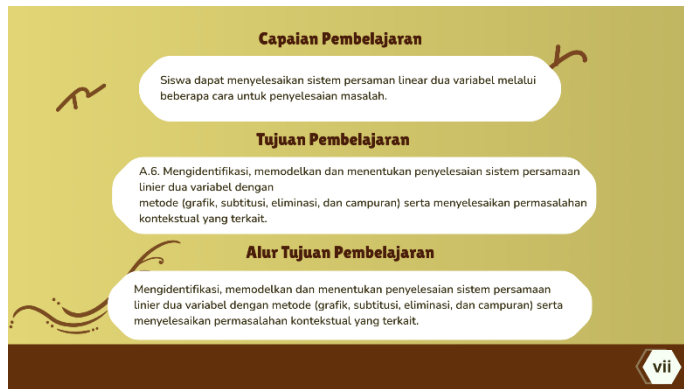 Capaian Pembelajaran
Siswa dapat menyelesaikan sistem persaman linear dua variabel melalui
beberapa cara untuk penyelesaian masalah.
Tujuan Pembelajaran
A.6. Mengidentifikasi, memodelkan dan menentukan penyelesaian sistem persamaan
linier dua variabel dengan
metode (grafik, subtitusi, eliminasi, dan campuran) serta menyelesaikan permasalahan
kontekstual yang terkait.
Alur Tujuan Pembelajaran
Mengidentifikasi, memodelkan dan menentukan penyelesaian sistem persamaan
linier dua variabel dengan metode (grafik, subtitusi, eliminasi, dan campuran) serta
menyelesaikan permasalahan kontekstual yang terkait.
vii